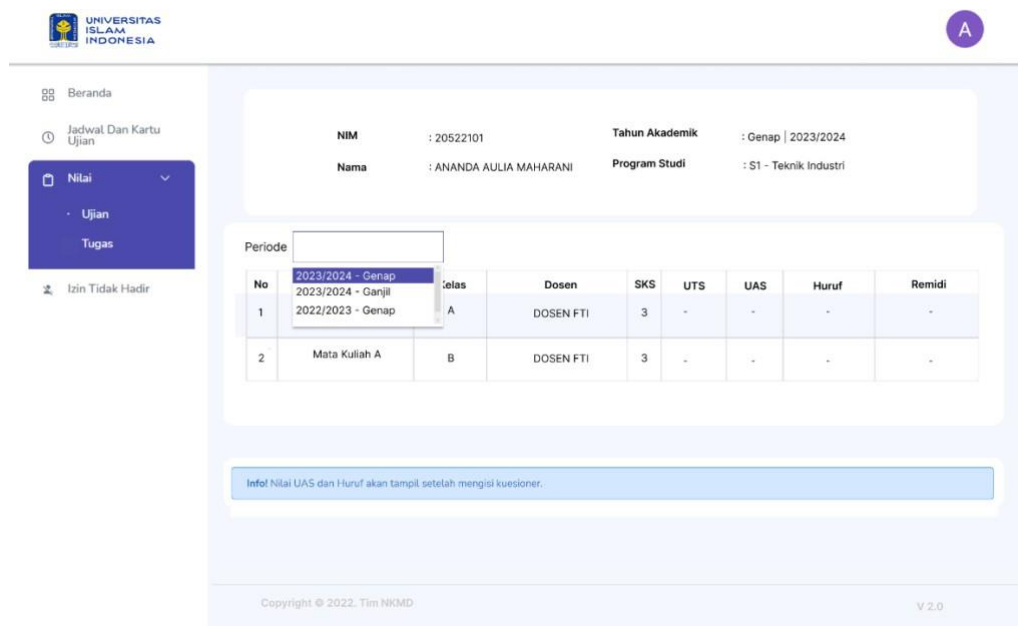 UNIVERSITAS
ISLAM
INDONESIA
A
Beranda
Jadwal Dan Kartu
Ujian
Nilai
Ujian
Tugas
Izin Tidak Hadir
NIM : 20522101 Tahun Akademik : Genap | 2023/2024
Nama : ANANDA AULIA MAHARANI Program Studi : S1 - Teknik Industri
Periode
2023/2024 - Genap
2023/2024 - Ganjil
2022/2023 - Genap
No Kelas Dosen SKS UTS UAS Huruf Remidi
1 A DOSEN FTI 3 - - - -
2 Mata Kuliah A B DOSEN FTI 3 - - - -
Info! Nilai UAS dan Huruf akan tampil setelah mengisi kuesioner.
Copyright © 2022. Tim NKMD V 2.0